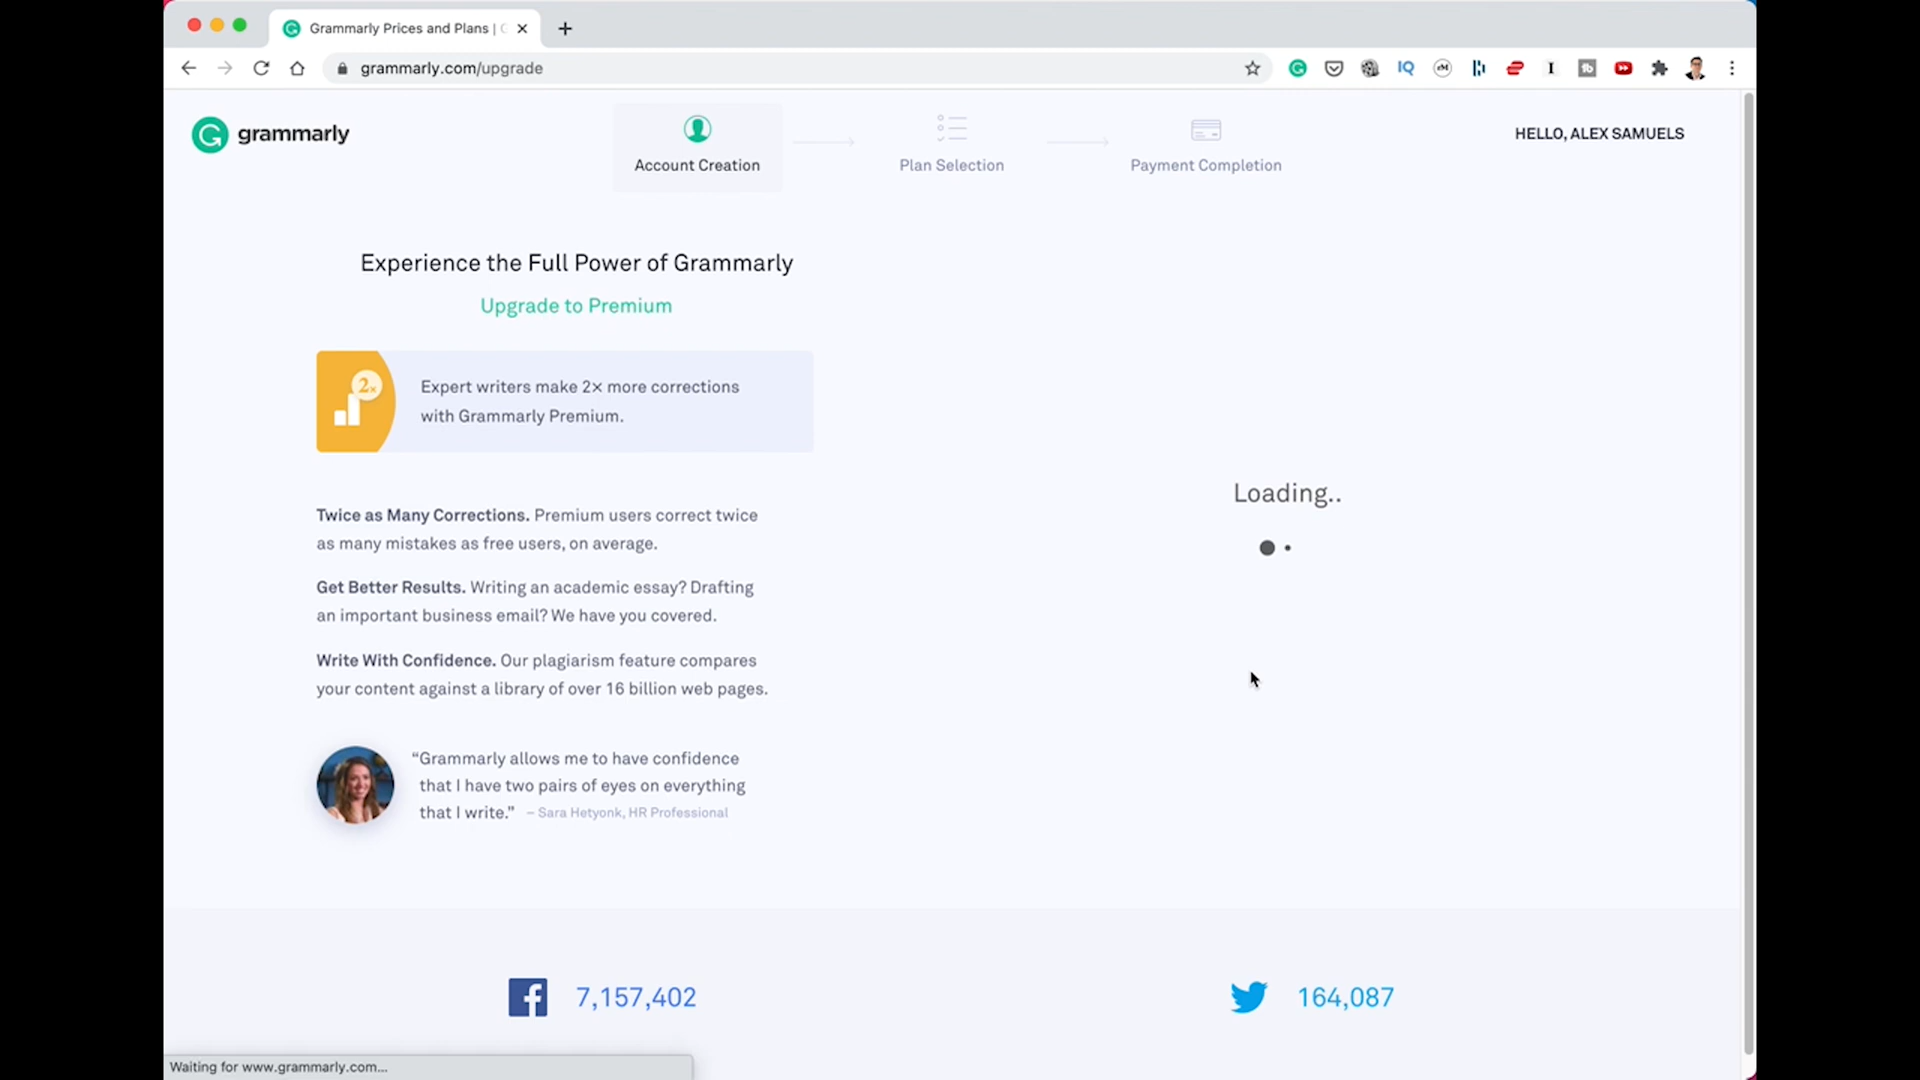 Grammarly Prices and Plans |
grammarly.com/upgrade
grammarly
Account Creation
Plan Selection
Payment Completion
HELLO, ALEX SAMUELS
Experience the Full Power of Grammarly
Upgrade to Premium
2x
Expert writers make 2× more corrections
with Grammarly Premium.
Loading..
Twice as Many Corrections. Premium users correct twice
as many mistakes as free users, on average.
Get Better Results. Writing an academic essay? Drafting
an important business email? We have you covered.
Write With Confidence. Our plagiarism feature compares
your content against a library of over 16 billion web pages.
“Grammarly allows me to have confidence
that I have two pairs of eyes on everything
that I write.” – Sara Hetyonk, HR Professional
7,157,402
164,087
Waiting for www.grammarly.com...